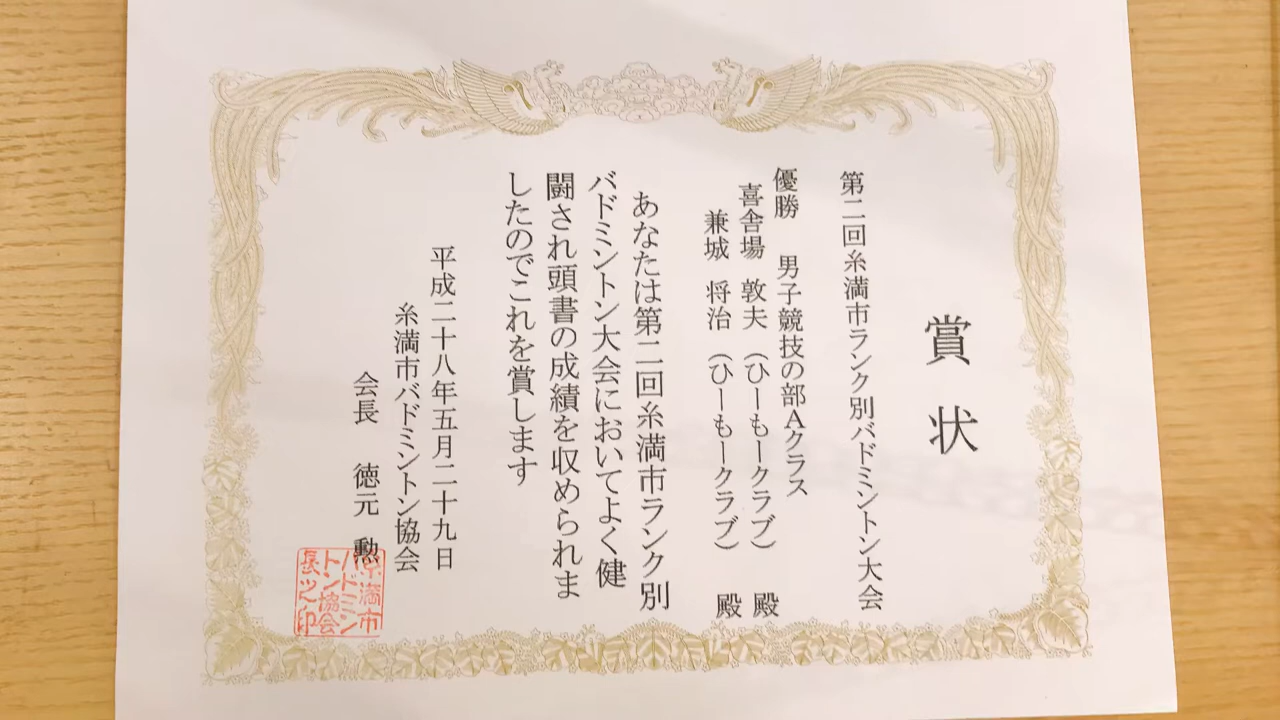 賞状
第二回糸満市ランク別バドミントン大会
優勝 男子競技の部Aクラス
喜舎場 敦夫 (ひーもークラブ) 殿
兼城 将治 (ひーもークラブ) 殿
あなたは第二回糸満市ランク別
バドミントン大会においてよく健
闘され頭書の成績を収められま
したのでこれを賞します
平成二十八年五月二十九日
糸満市バドミントン協会
会長 徳元 勲
糸満市
バドミン
トン協会
長之印